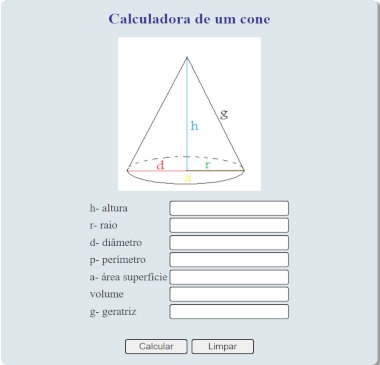 Calculadora de um cone
g
h
d
r
a
h- altura
r- raio
d- diâmetro
p- perímetro
a- área superfície
volume
g- geratriz
Calcular Limpar